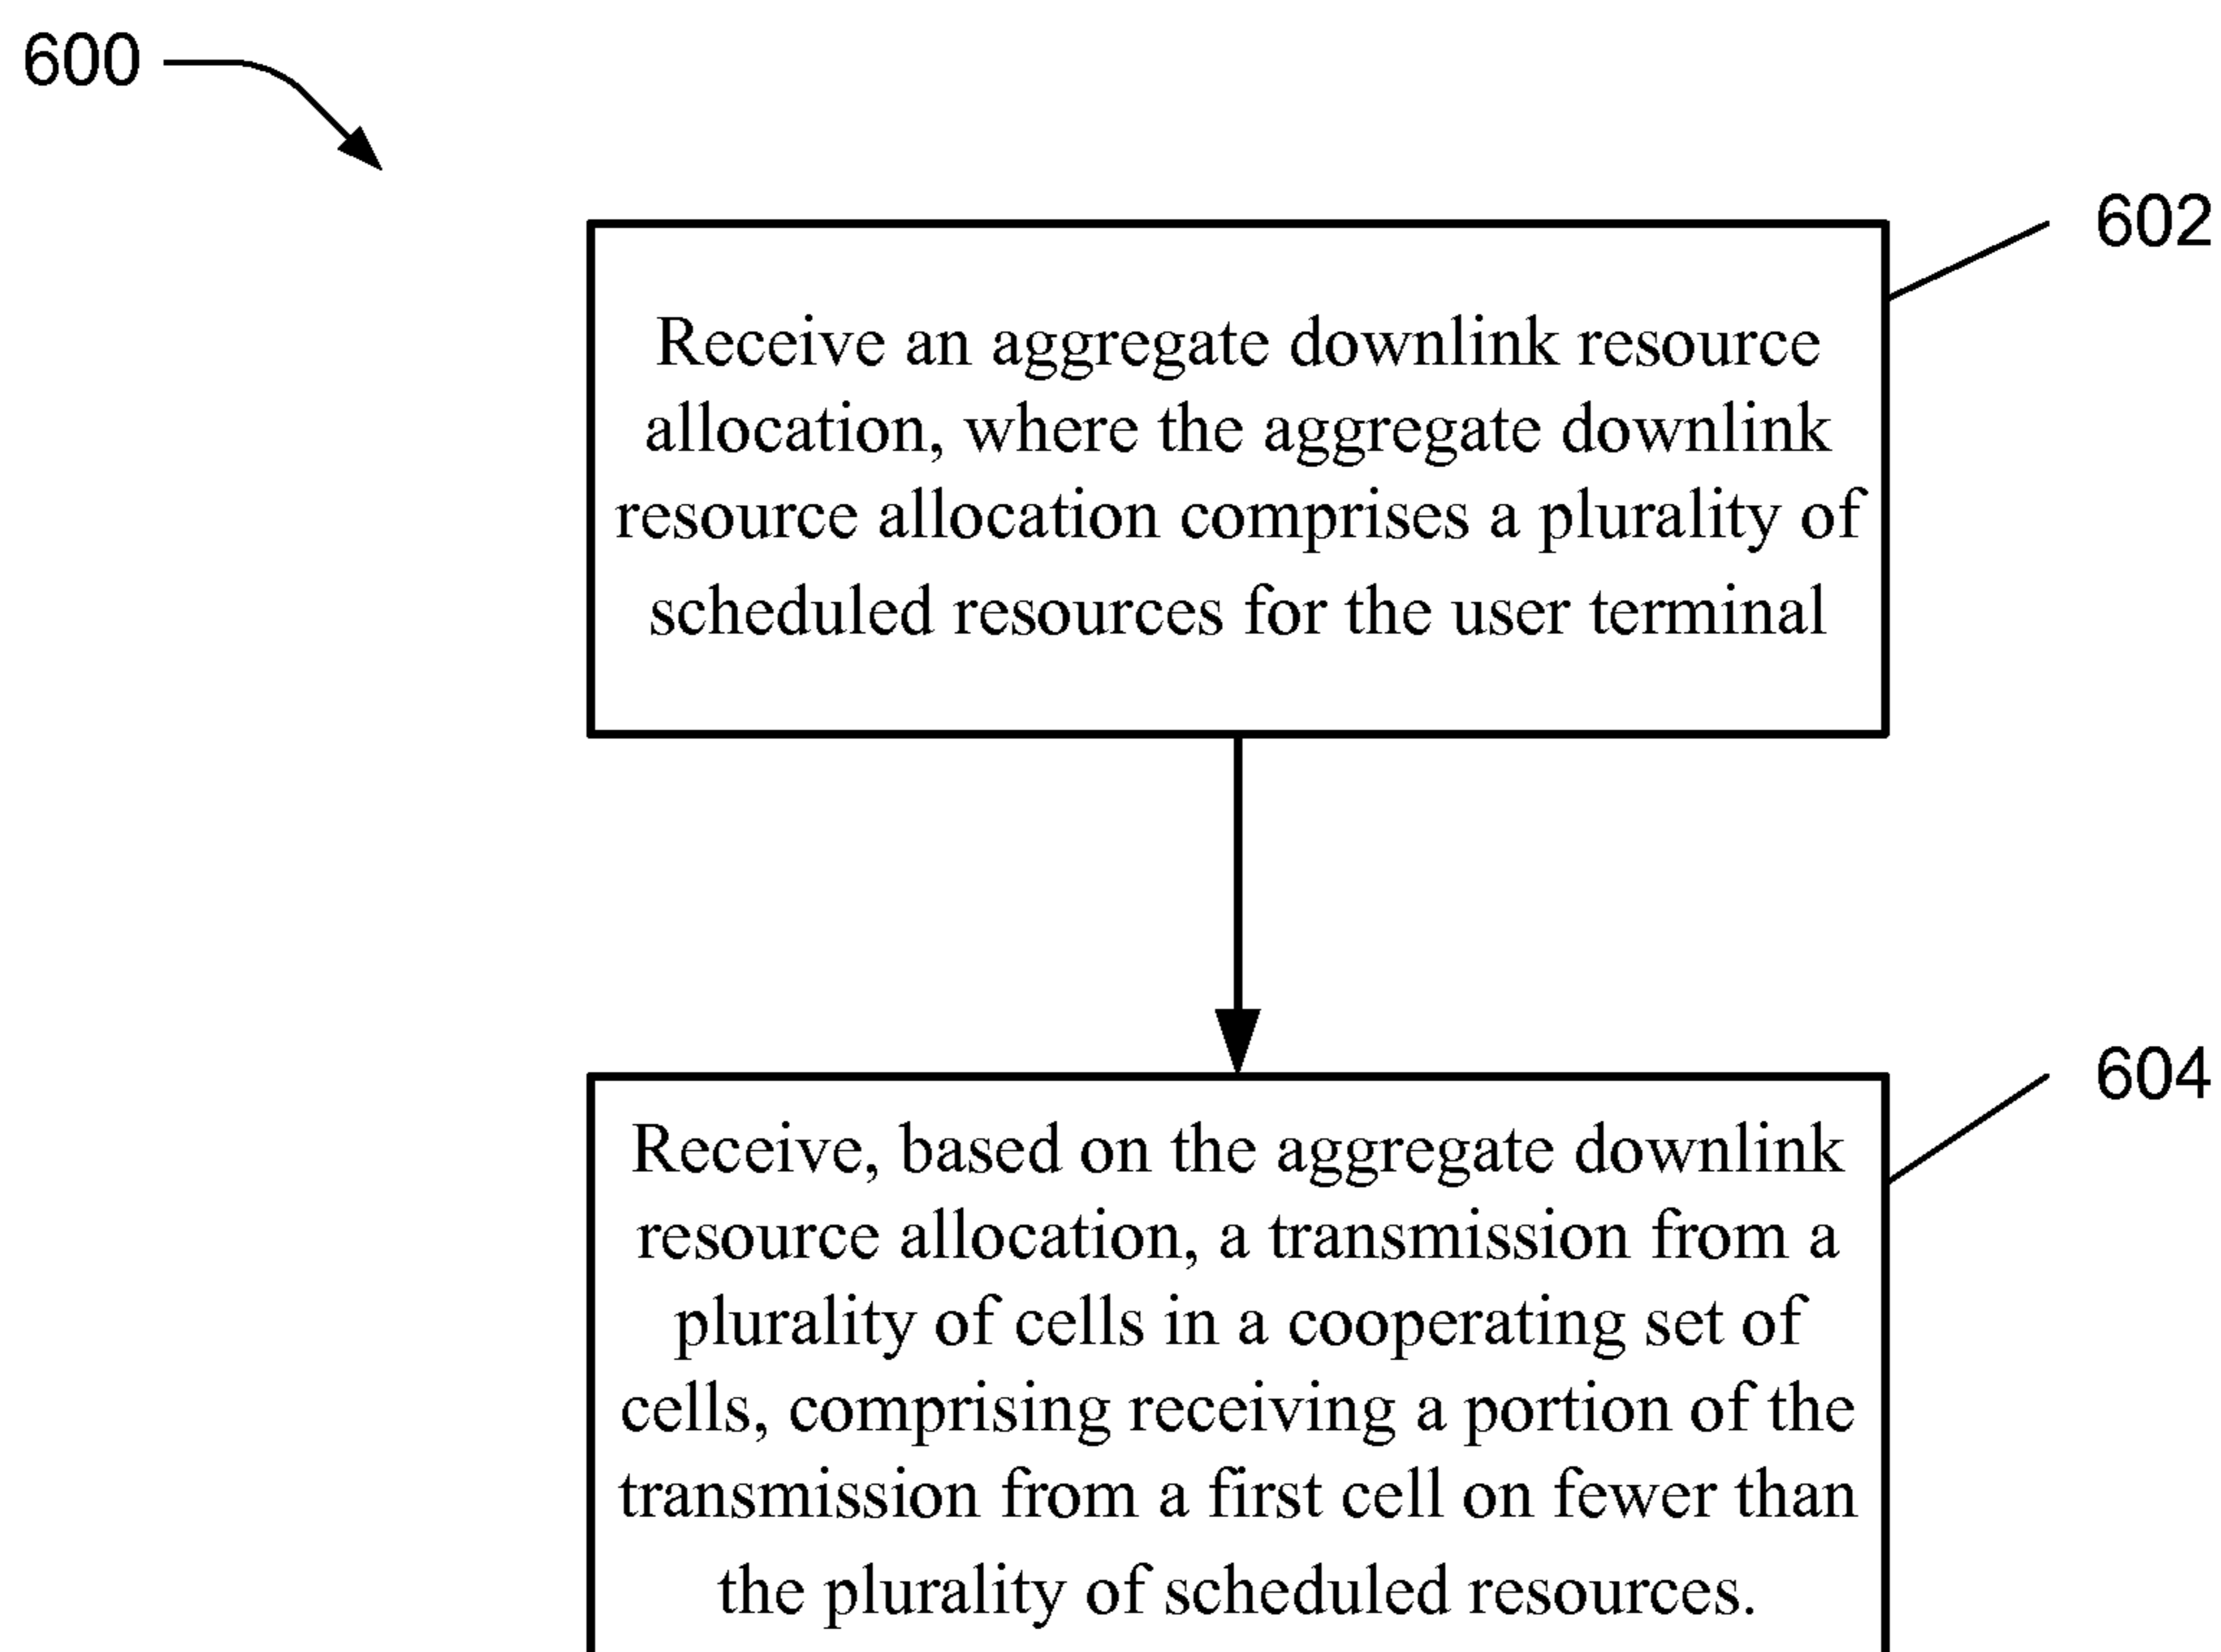 600
602
Receive an aggregate downlink resource
allocation, where the aggregate downlink
resource allocation comprises a plurality of
scheduled resources for the user terminal
604
Receive, based on the aggregate downlink
resource allocation, a transmission from a
plurality of cells in a cooperating set of
cells, comprising receiving a portion of the
transmission from a first cell on fewer than
the plurality of scheduled resources.